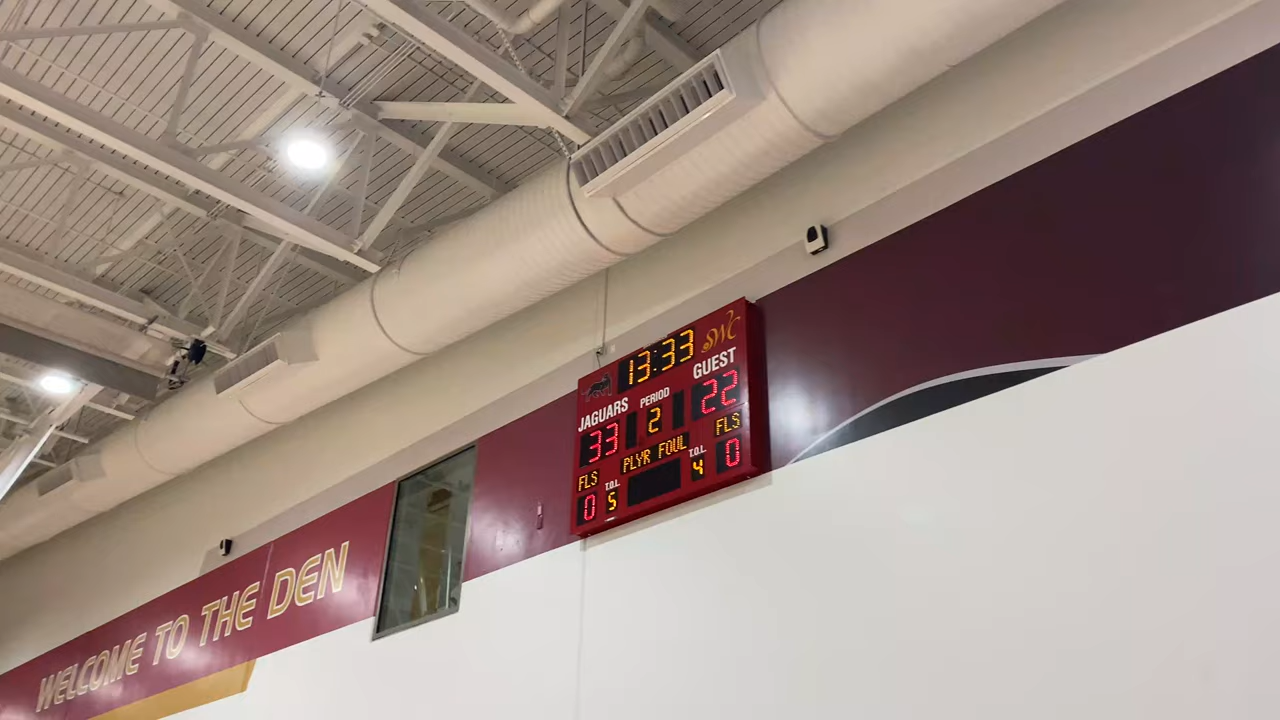 13:33 SWC
JAGUARS PERIOD GUEST
33 2 22
FLS PLYR FOUL FLS
0 T.O.L. 5 T.O.L. 4 0
WELCOME TO THE DEN